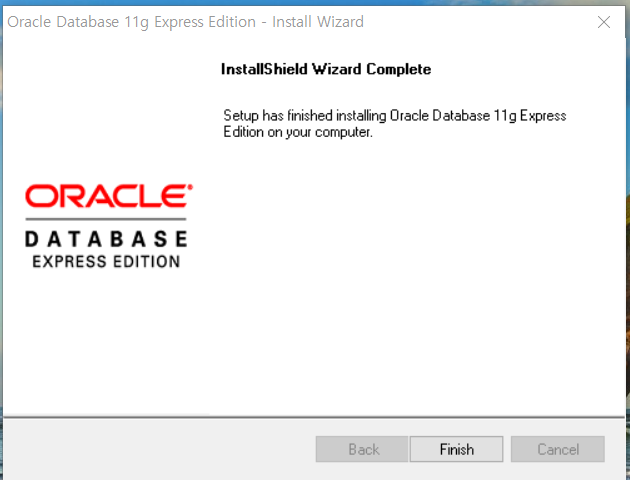 Oracle Database 11g Express Edition - Install Wizard
InstallShield Wizard Complete
Setup has finished installing Oracle Database 11g Express
Edition on your computer.
ORACLE®
DATABASE
EXPRESS EDITION
Back
Finish
Cancel